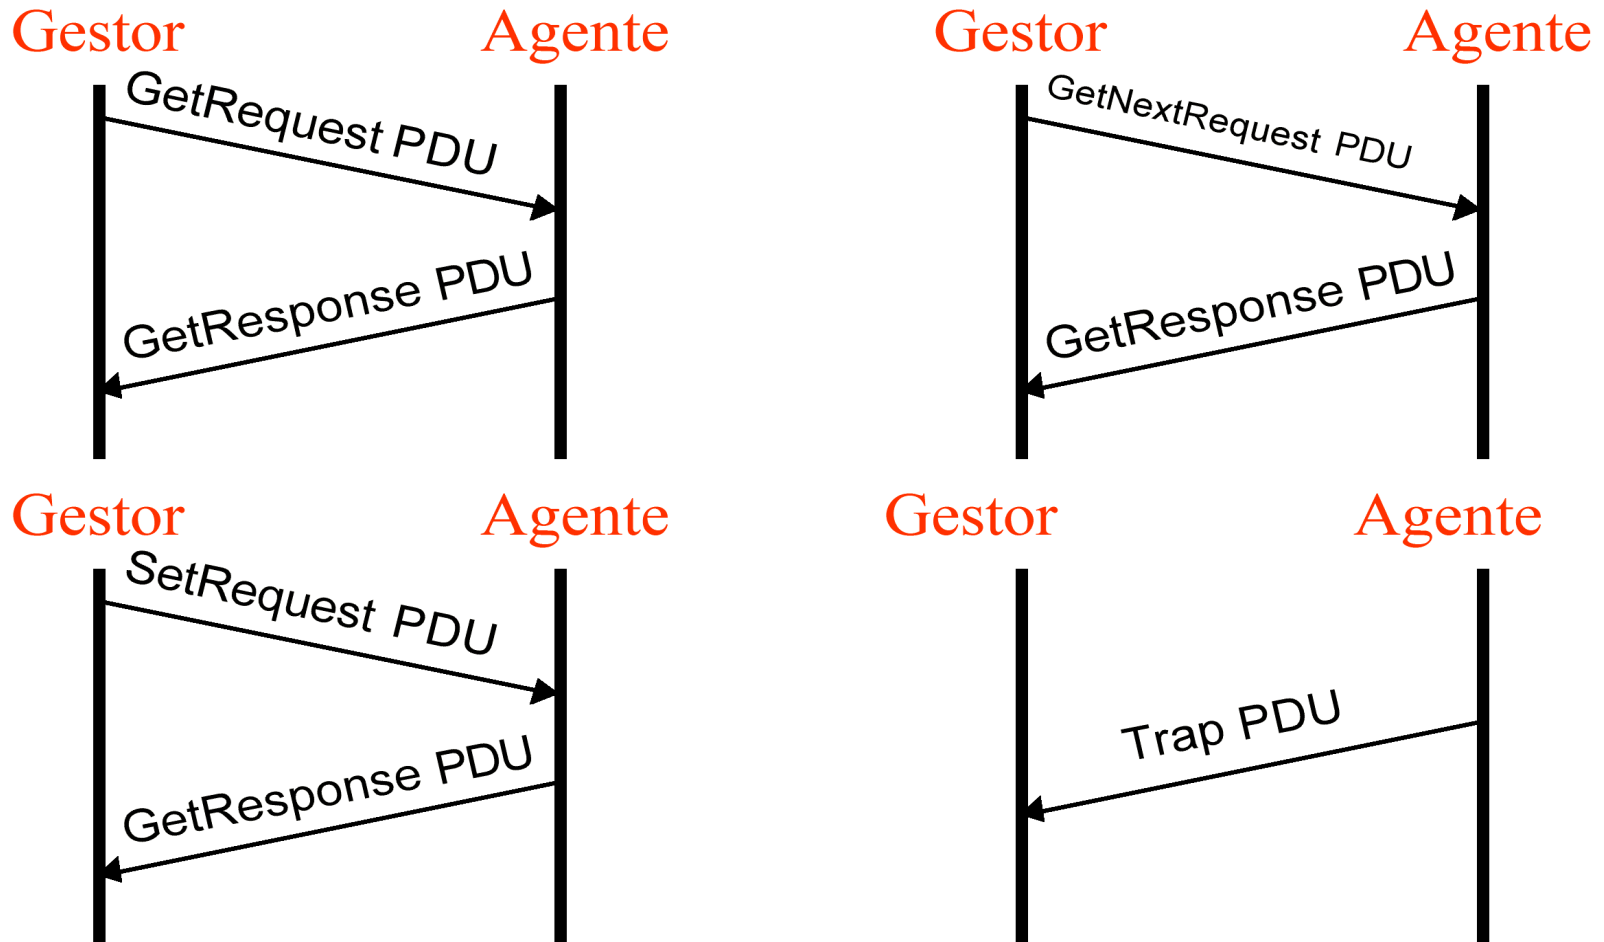 Gestor Agente
GetRequest PDU
GetResponse PDU
Gestor Agente
GetNextRequest PDU
GetResponse PDU
Gestor Agente
SetRequest PDU
GetResponse PDU
Gestor Agente
Trap PDU